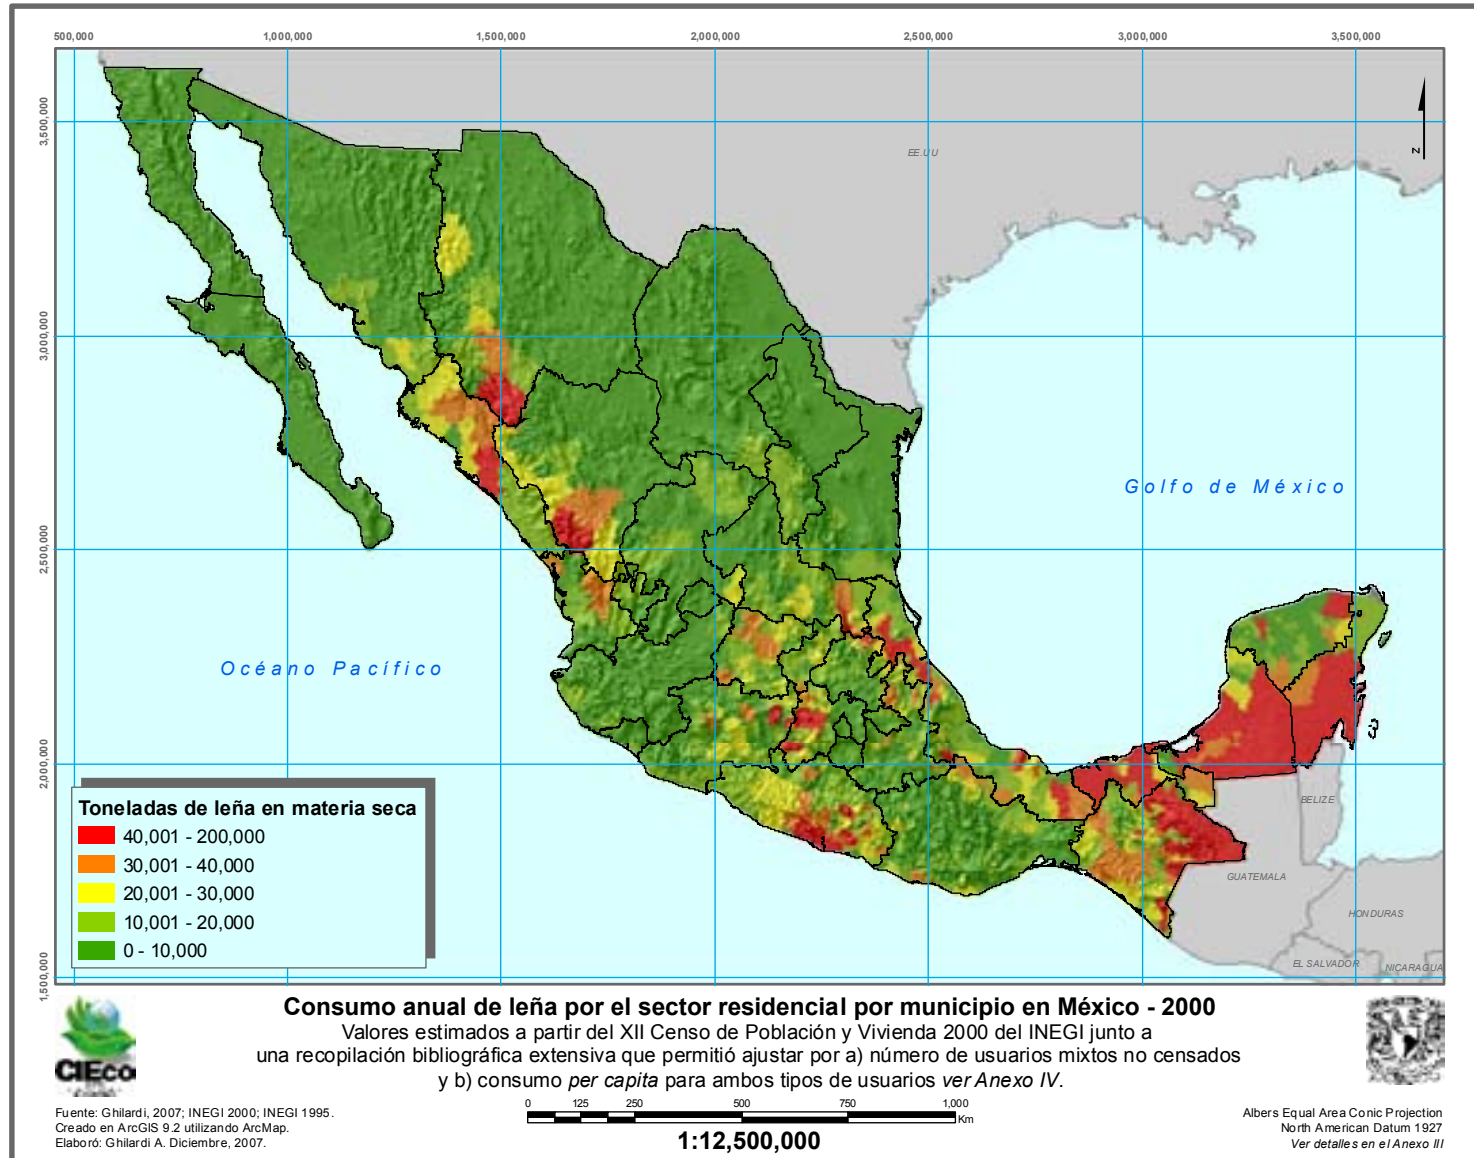 500,000 1,000,000 1,500,000 2,000,000 2,500,000 3,000,000 3,500,000
3,500,000
3,000,000
2,500,000
2,000,000
1,500,000
N
EE.UU
Golfo de México
Océano Pacífico
BELIZE
GUATEMALA
HONDURAS
EL SALVADOR
NICARAGUA
Toneladas de leña en materia seca
40,001 - 200,000
30,001 - 40,000
20,001 - 30,000
10,001 - 20,000
0 - 10,000
Consumo anual de leña por el sector residencial por municipio en México - 2000
Valores estimados a partir del XII Censo de Población y Vivienda 2000 del INEGI junto a
una recopilación bibliográfica extensiva que permitió ajustar por a) número de usuarios mixtos no censados
y b) consumo per capita para ambos tipos de usuarios ver Anexo IV.
CIEco
Fuente: Ghilardi, 2007; INEGI 2000; INEGI 1995.
Creado en ArcGIS 9.2 utilizando ArcMap.
Elaboró: Ghilardi A. Diciembre, 2007.
0 125 250 500 750 1,000
Km
1:12,500,000
Albers Equal Area Conic Projection
North American Datum 1927
Ver detalles en el Anexo III